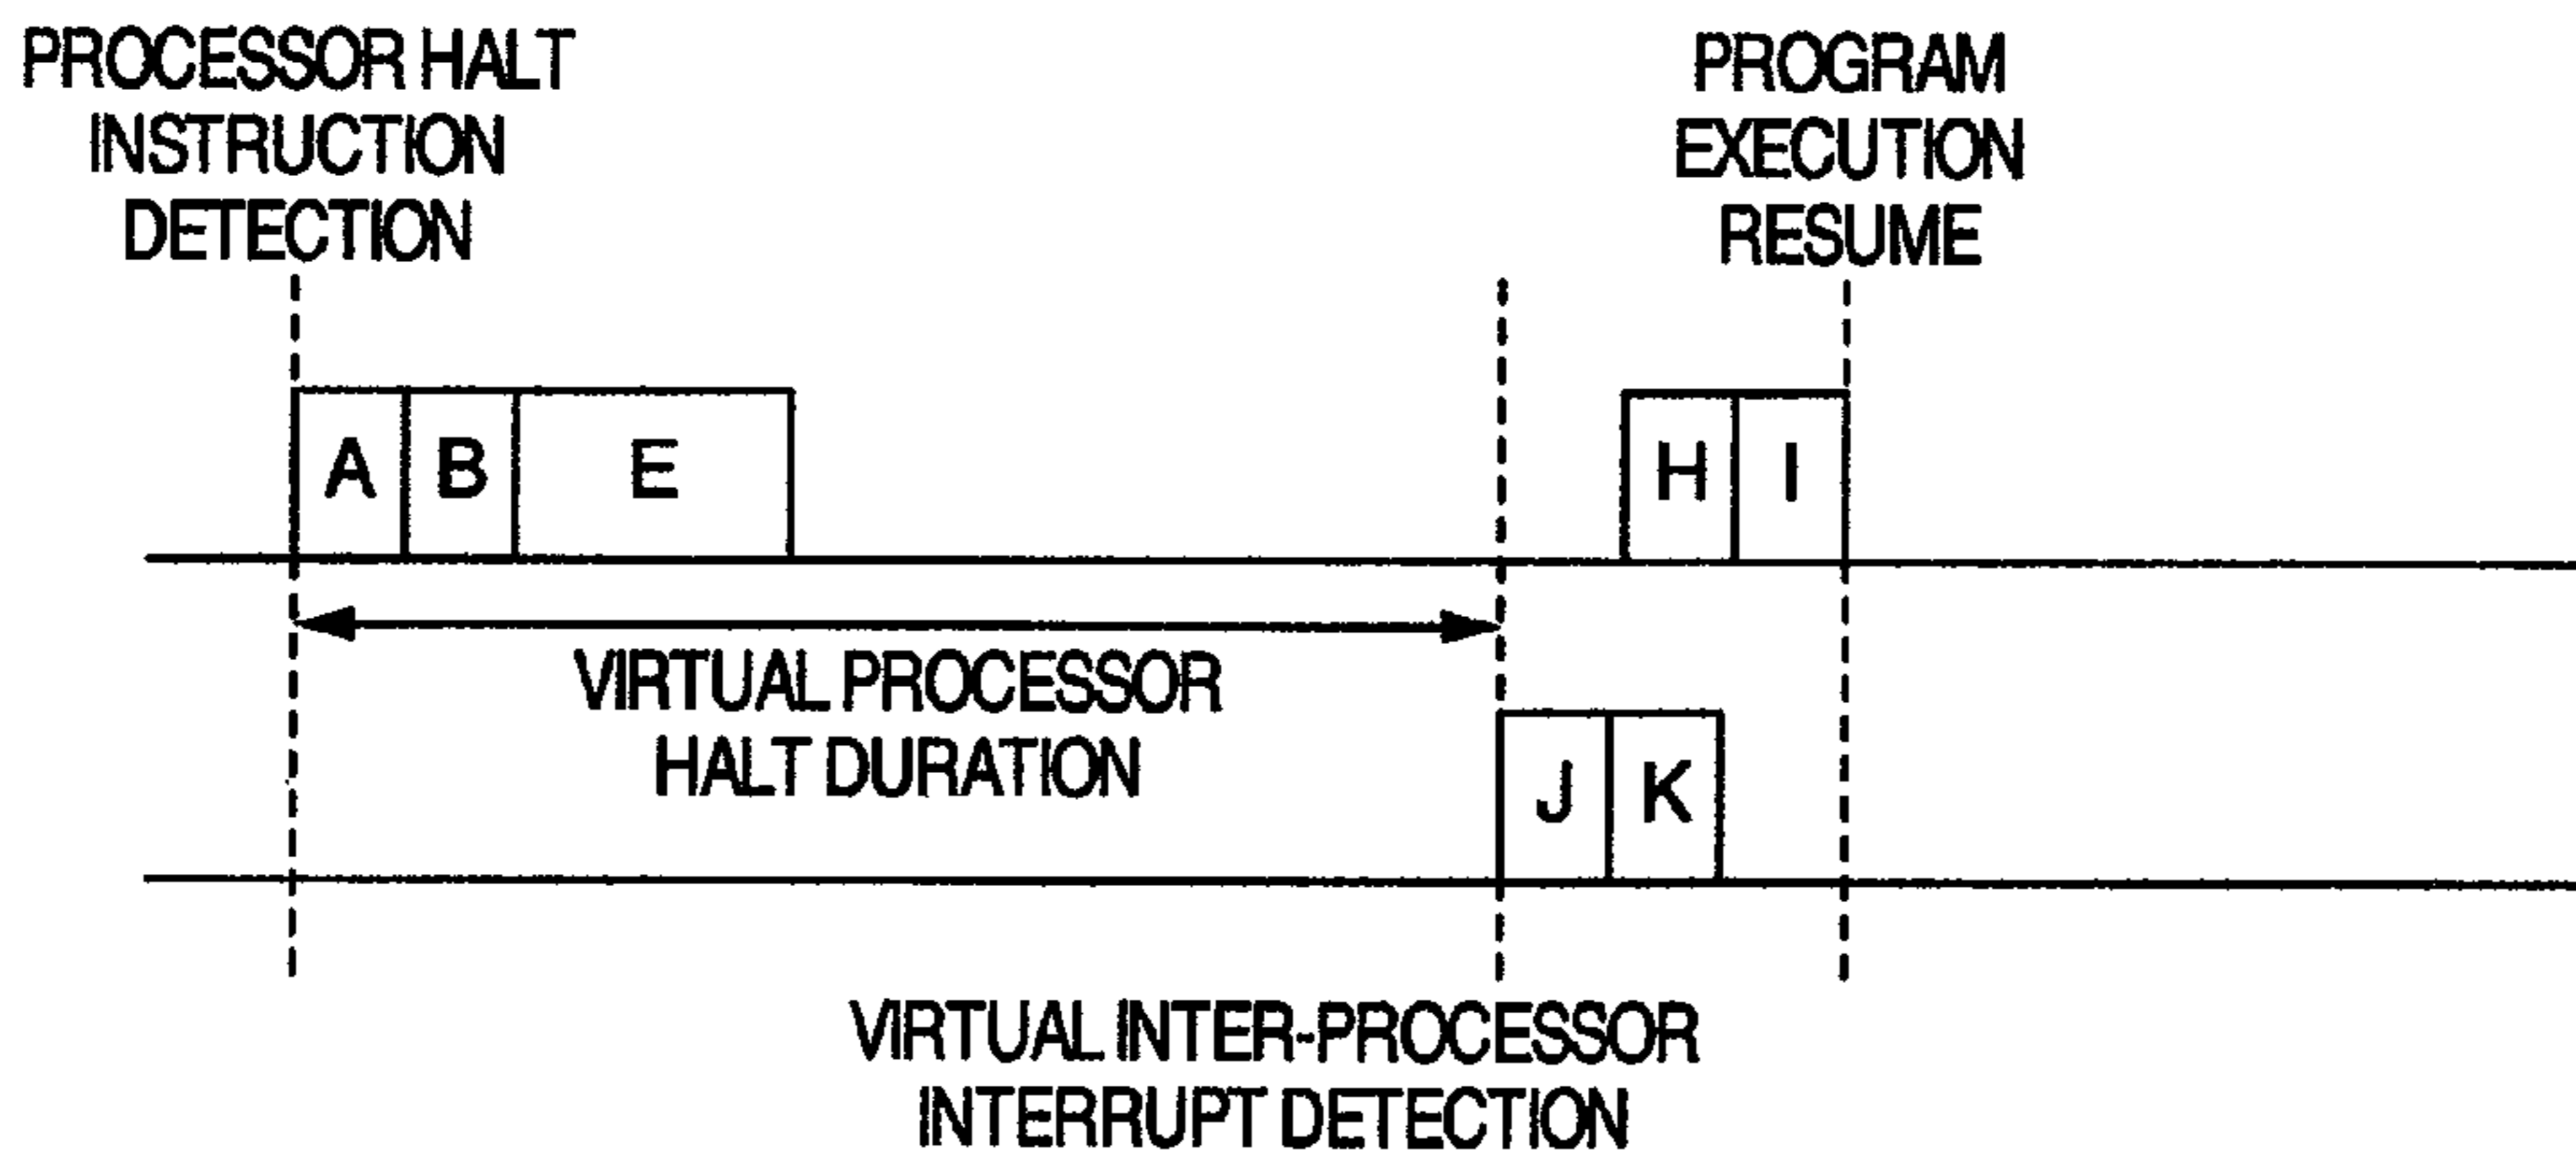 PROCESSOR HALT
INSTRUCTION
DETECTION
PROGRAM
EXECUTION
RESUME
A B E H I
VIRTUAL PROCESSOR
HALT DURATION
J K
VIRTUAL INTER-PROCESSOR
INTERRUPT DETECTION